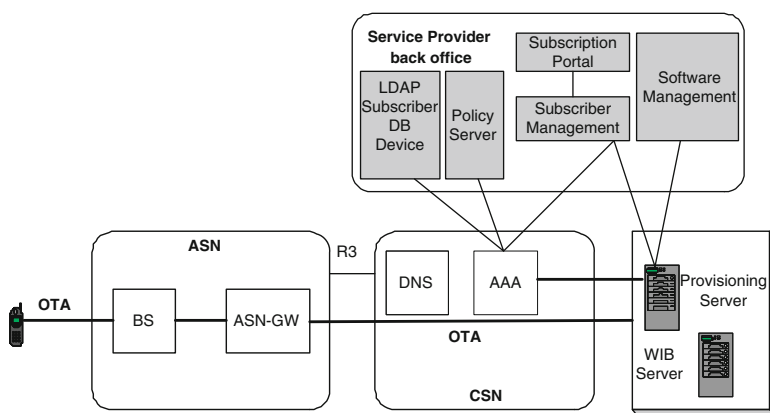 Service Provider
back office
LDAP
Subscriber
DB
Device
Policy
Server
Subscription
Portal
Subscriber
Management
Software
Management
ASN
R3
DNS
AAA
Provisioning
Server
OTA
BS
ASN-GW
OTA
WIB
Server
CSN